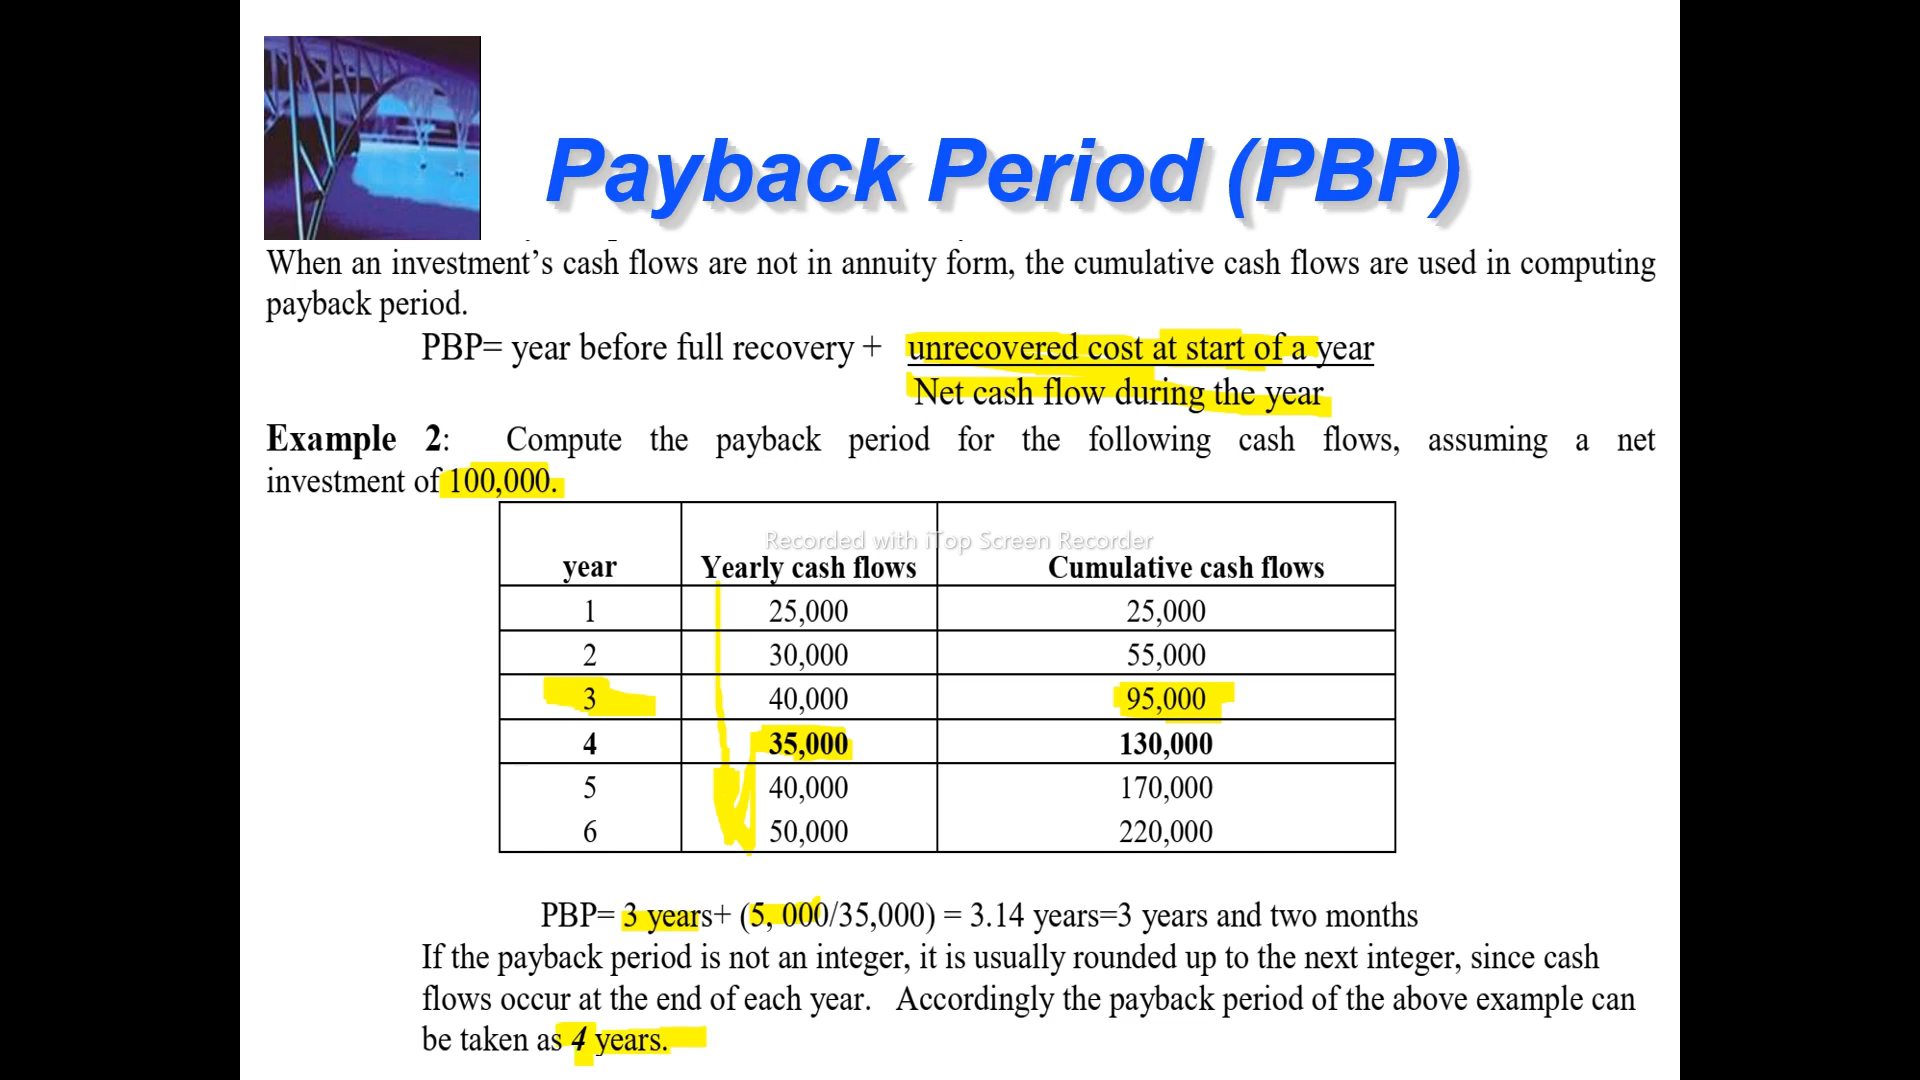 Payback Period (PBP)
When an investment’s cash flows are not in annuity form, the cumulative cash flows are used in computing
payback period.
PBP= year before full recovery + unrecovered cost at start of a year
Net cash flow during the year
Example 2: Compute the payback period for the following cash flows, assuming a net
investment of 100,000.
Recorded with iTop Screen Recorder
year Yearly cash flows Cumulative cash flows
1 25,000 25,000
2 30,000 55,000
3 40,000 95,000
4 35,000 130,000
5 40,000 170,000
6 50,000 220,000
PBP= 3 years+ (5, 000/35,000) = 3.14 years=3 years and two months
If the payback period is not an integer, it is usually rounded up to the next integer, since cash
flows occur at the end of each year. Accordingly the payback period of the above example can
be taken as 4 years.